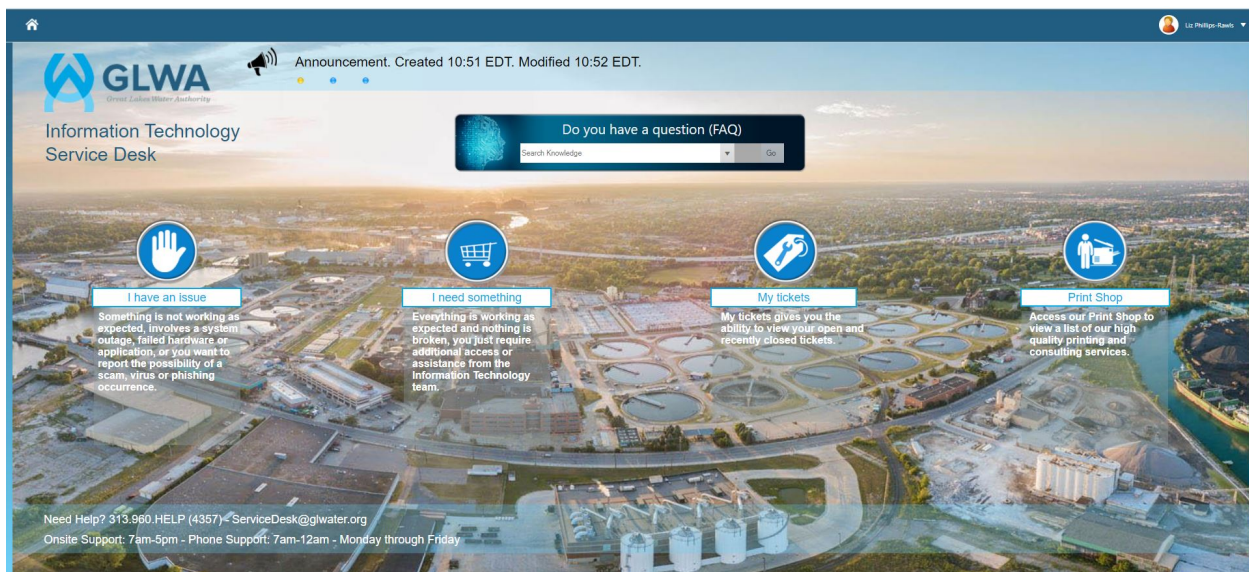 Liz Phillips-Rawls
GLWA
Great Lakes Water Authority
Announcement. Created 10:51 EDT. Modified 10:52 EDT.
Information Technology
Service Desk
Do you have a question (FAQ)
Search Knowledge
Go
I have an issue
Something is not working as
expected, involves a system
outage, failed hardware or
application, or you want to
report the possibility of a
scam, virus or phishing
occurrence.
I need something
Everything is working as
expected and nothing is
broken, you just require
additional access or
assistance from the
Information Technology
team.
My tickets
My tickets gives you the
ability to view your open and
recently closed tickets.
Print Shop
Access our Print Shop to
view a list of our high
quality printing and
consulting services.
Need Help? 313.960.HELP (4357) - ServiceDesk@glwater.org
Onsite Support: 7am-5pm - Phone Support: 7am-12am - Monday through Friday